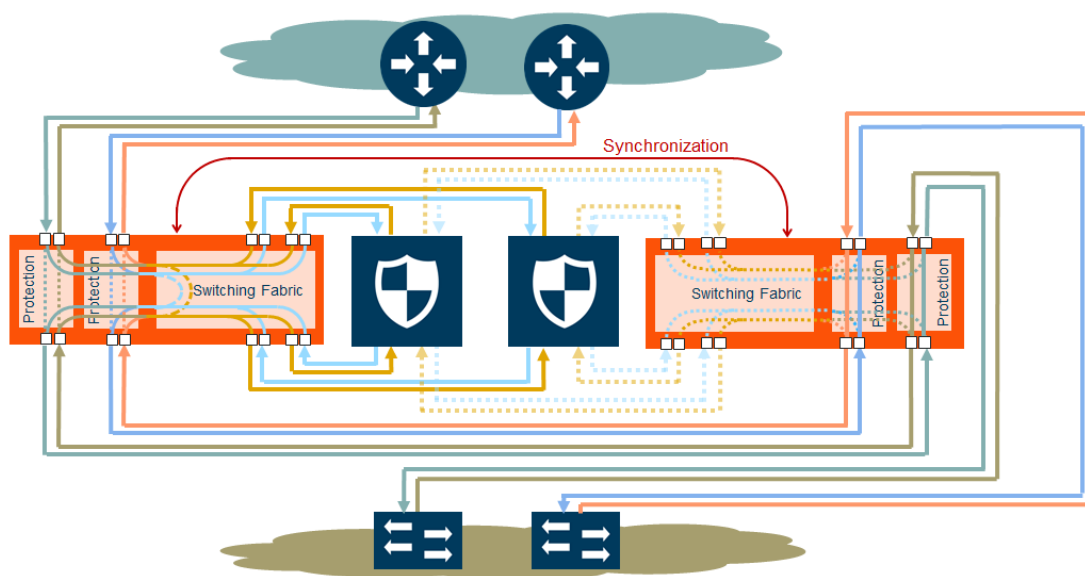 Synchronization
Protection
Protection
Switching Fabric
Switching Fabric
Protection
Protection